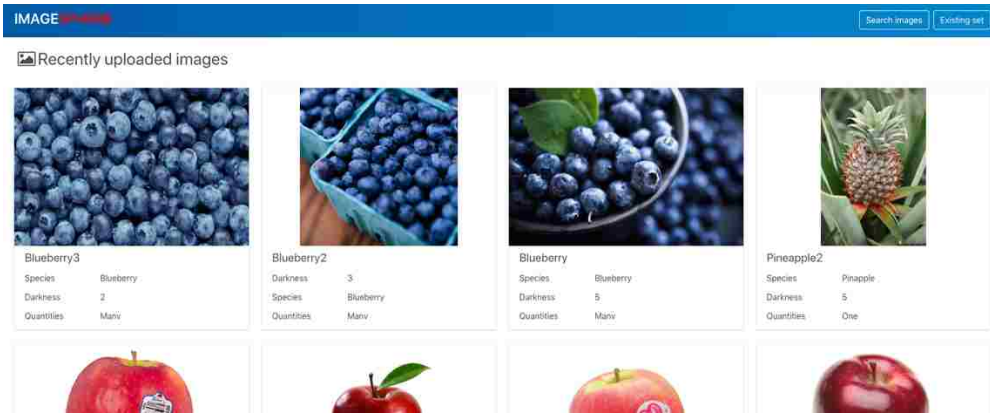 IMAGE
Search images
Existing set
Recently uploaded images
Blueberry3
Species Blueberry
Darkness 2
Quantities Many
Blueberry2
Darkness 3
Species Blueberry
Quantities Many
Blueberry
Species Blueberry
Darkness 5
Quantities Many
Pineapple2
Species Pinapple
Darkness 5
Quantities One